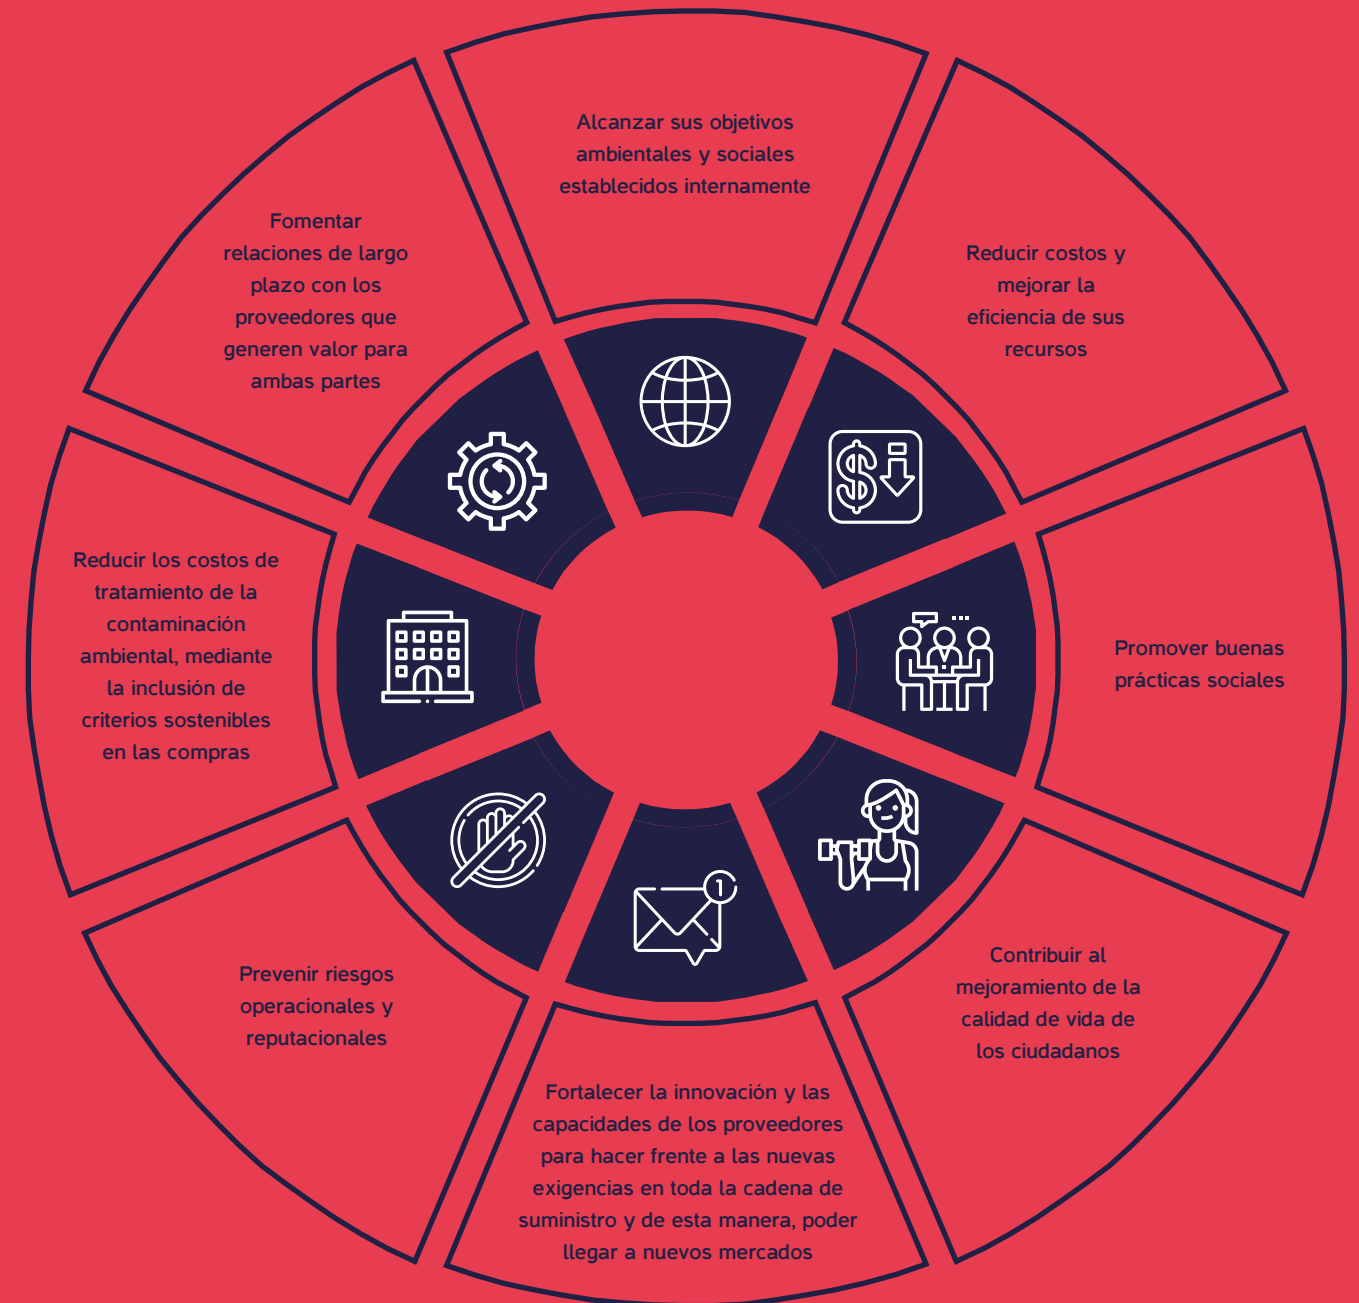 Alcanzar sus objetivos
ambientales y sociales
establecidos internamente
Reducir costos y
mejorar la
eficiencia de sus
recursos
Promover buenas
prácticas sociales
Contribuir al
mejoramiento de la
calidad de vida de
los ciudadanos
Fortalecer la innovación y las
capacidades de los proveedores
para hacer frente a las nuevas
exigencias en toda la cadena de
suministro y de esta manera, poder
llegar a nuevos mercados
Prevenir riesgos
operacionales y
reputacionales
Reducir los costos de
tratamiento de la
contaminación
ambiental, mediante
la inclusión de
criterios sostenibles
en las compras
Fomentar
relaciones de largo
plazo con los
proveedores que
generen valor para
ambas partes
$
1